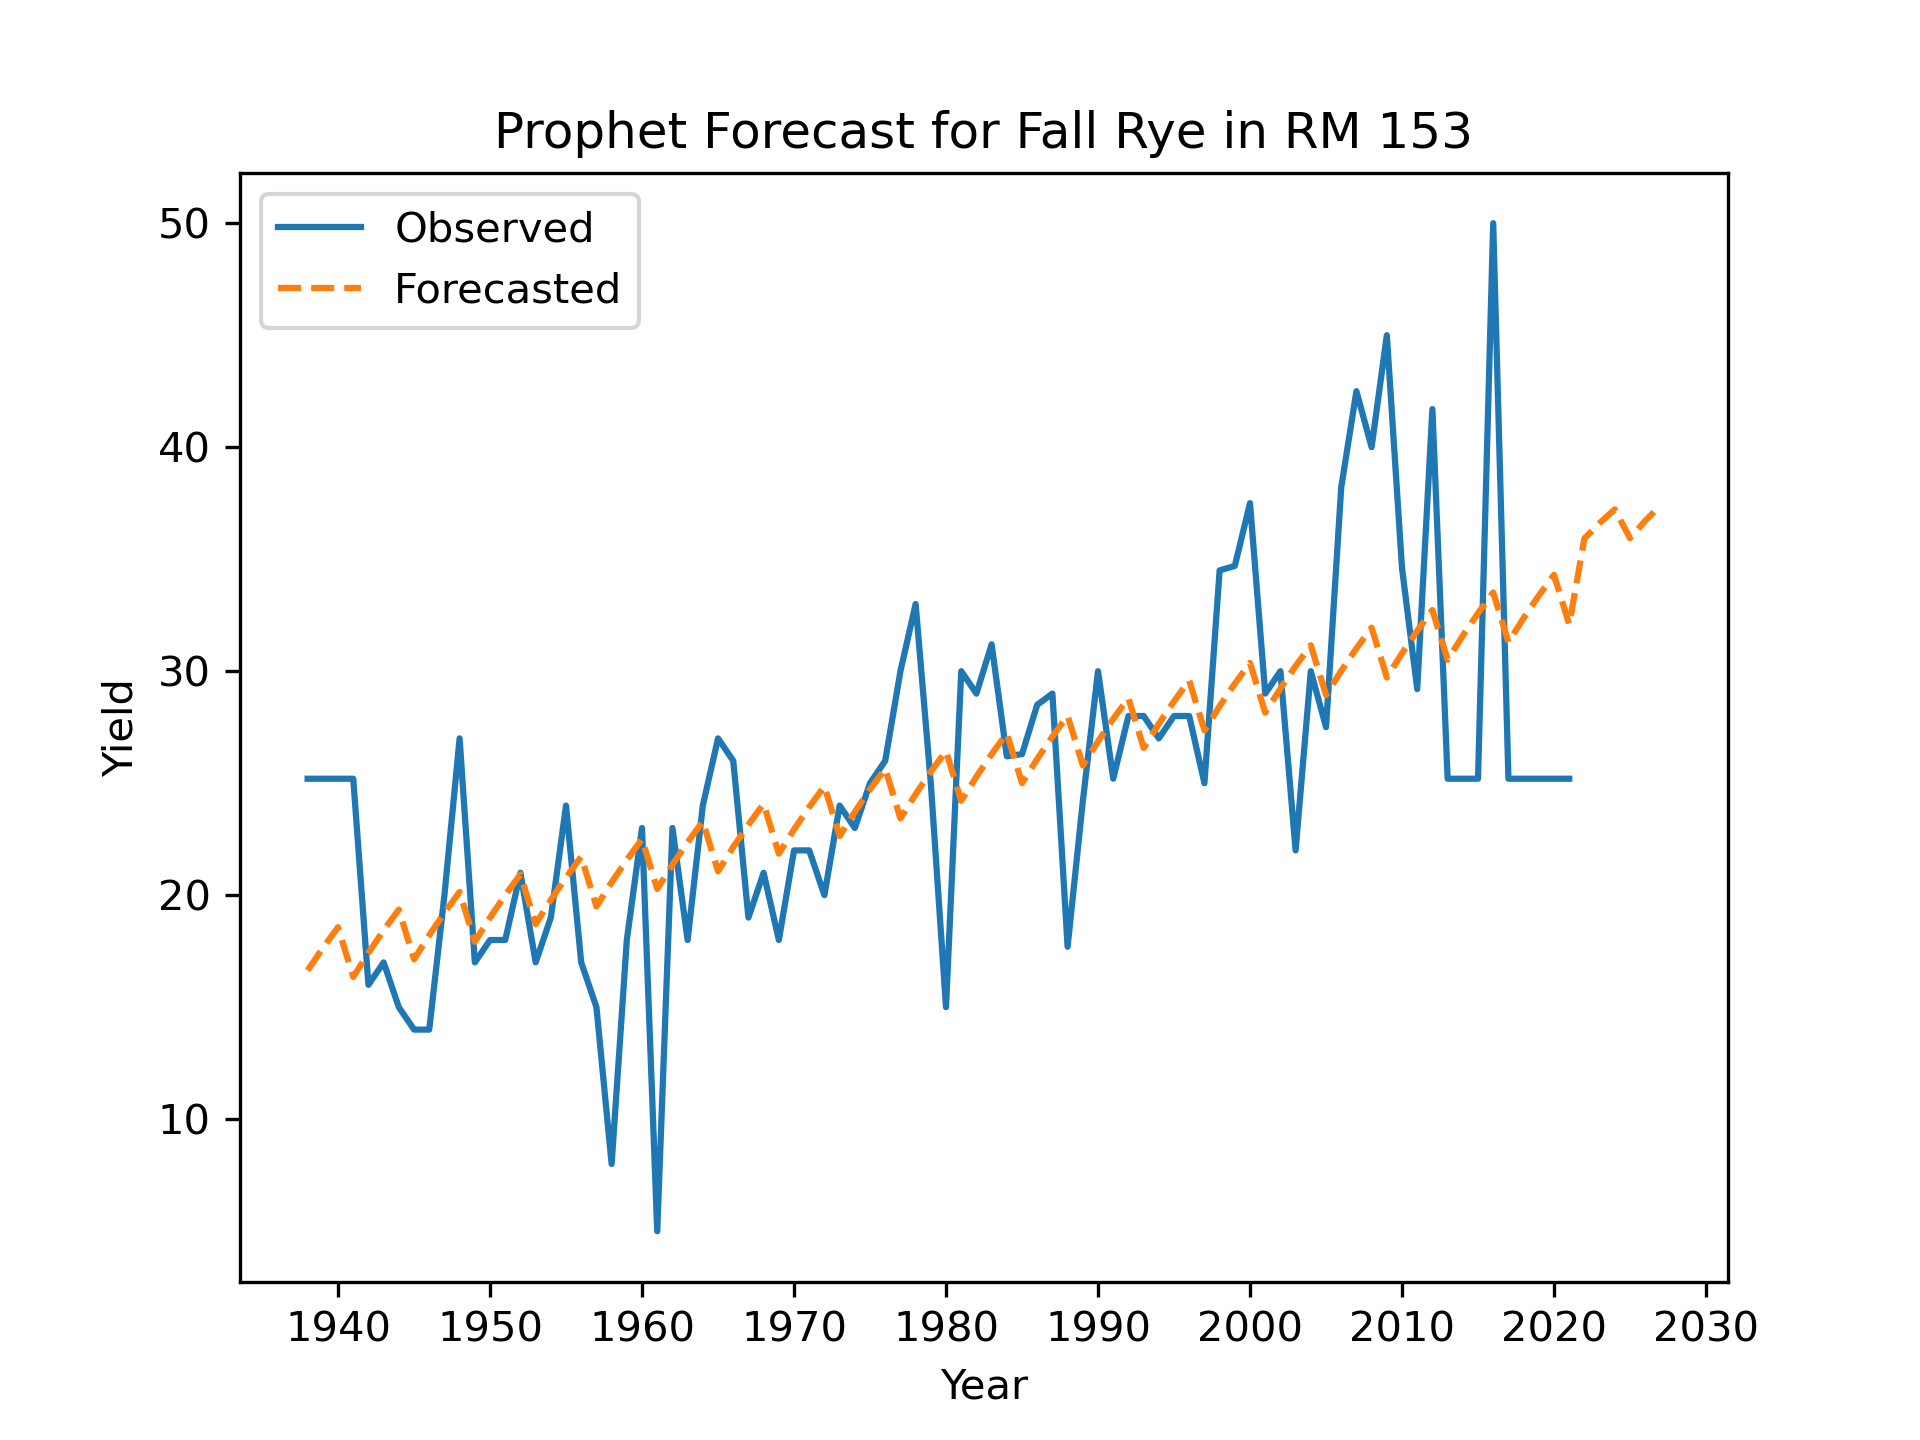 Prophet Forecast for Fall Rye in RM 153
Observed
Forecasted
50
40
30
20
10
Yield
1940 1950 1960 1970 1980 1990 2000 2010 2020 2030
Year